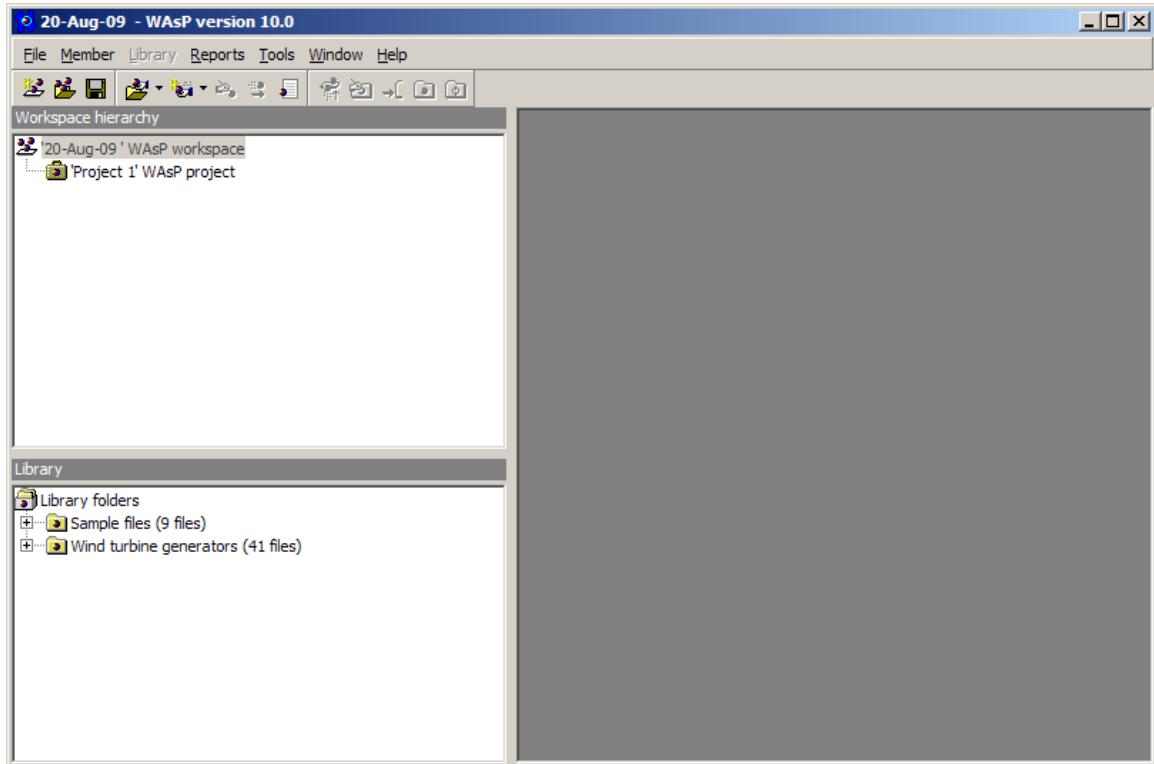 20-Aug-09 - WAsP version 10.0
File Member Library Reports Tools Window Help
Workspace hierarchy
'20-Aug-09 ' WAsP workspace
'Project 1' WAsP project
Library
Library folders
Sample files (9 files)
Wind turbine generators (41 files)